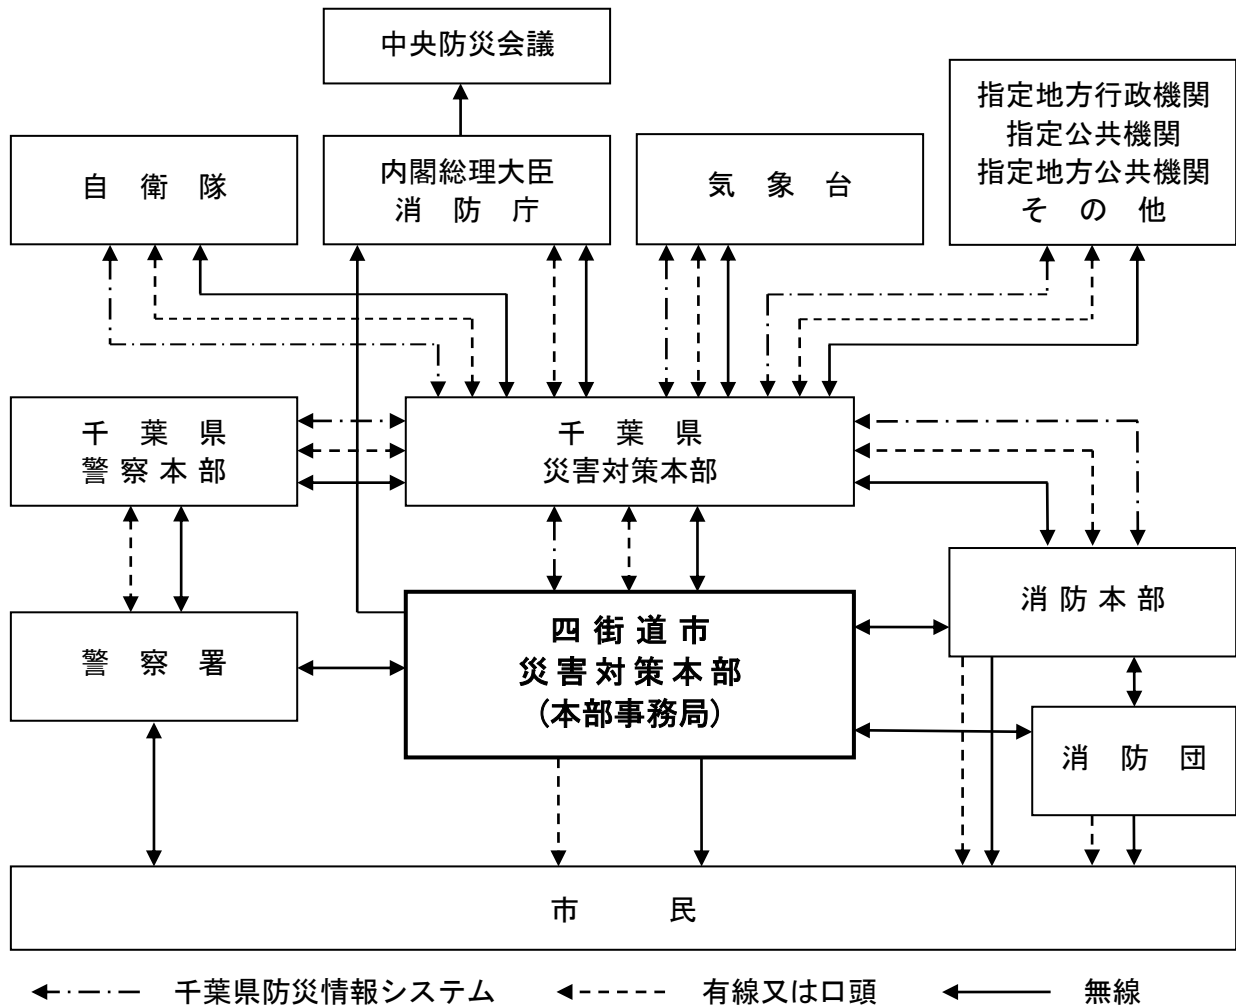 中央防災会議
指定地方行政機関
指定公共機関
指定地方公共機関
そ の 他
自 衛 隊
内閣総理大臣
消 防 庁
気 象 台
千 葉 県
警 察 本 部
千 葉 県
災害対策本部
消 防 本 部
四 街 道 市
災 害 対 策 本 部
（本部事務局）
警 察 署
消 防 団
市 民
千葉県防災情報システム 有線又は口頭 無線